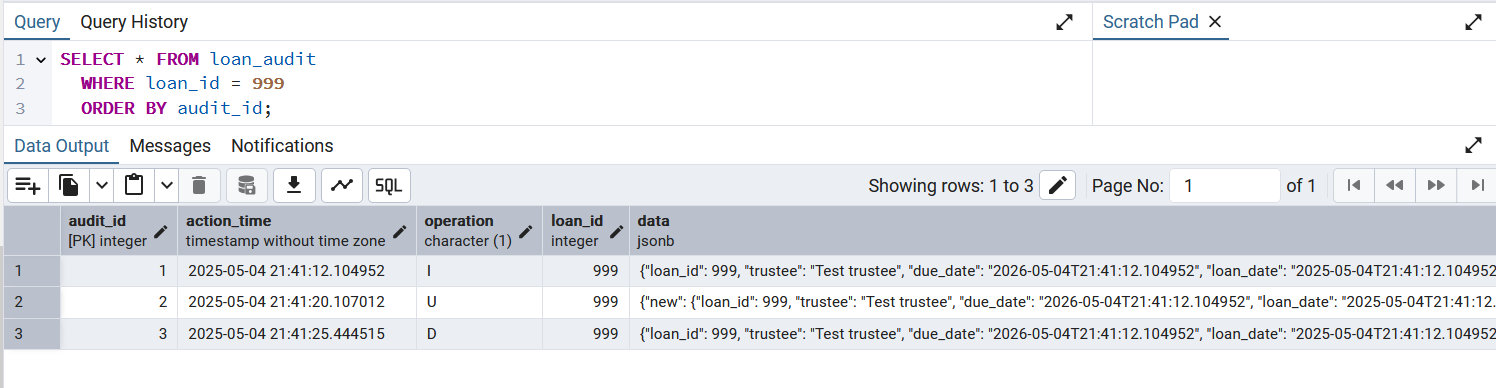 Query Query History Scratch Pad
1 SELECT * FROM loan_audit
2 WHERE loan_id = 999
3 ORDER BY audit_id;
Data Output Messages Notifications
SQL Showing rows: 1 to 3 Page No: 1 of 1
audit_id action_time operation loan_id data
[PK] integer timestamp without time zone character (1) integer jsonb
1 1 2025-05-04 21:41:12.104952 I 999 {"loan_id": 999, "trustee": "Test trustee", "due_date": "2026-05-04T21:41:12.104952", "loan_date": "2025-05-04T21:41:12.104952
2 2 2025-05-04 21:41:20.107012 U 999 {"new": {"loan_id": 999, "trustee": "Test trustee", "due_date": "2026-05-04T21:41:12.104952", "loan_date": "2025-05-04T21:41:12.
3 3 2025-05-04 21:41:25.444515 D 999 {"loan_id": 999, "trustee": "Test trustee", "due_date": "2026-05-04T21:41:12.104952", "loan_date": "2025-05-04T21:41:12.104952